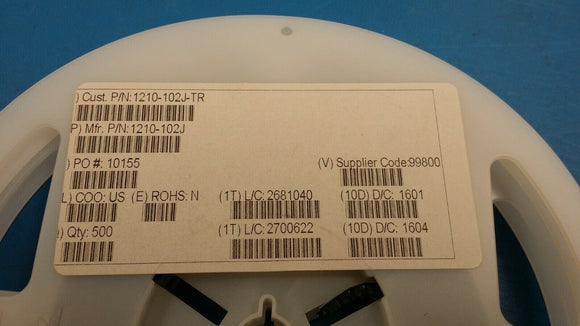 ) Cust. P/N:1210-102J-TR
P) Mfr. P/N:1210-102J
) PO #: 10155 (V) Supplier Code:99800
L) COO: US (E) ROHS: N (1T) L/C: 2681040 (10D) D/C: 1601
) Qty: 500 (1T) L/C: 2700622 (10D) D/C: 1604